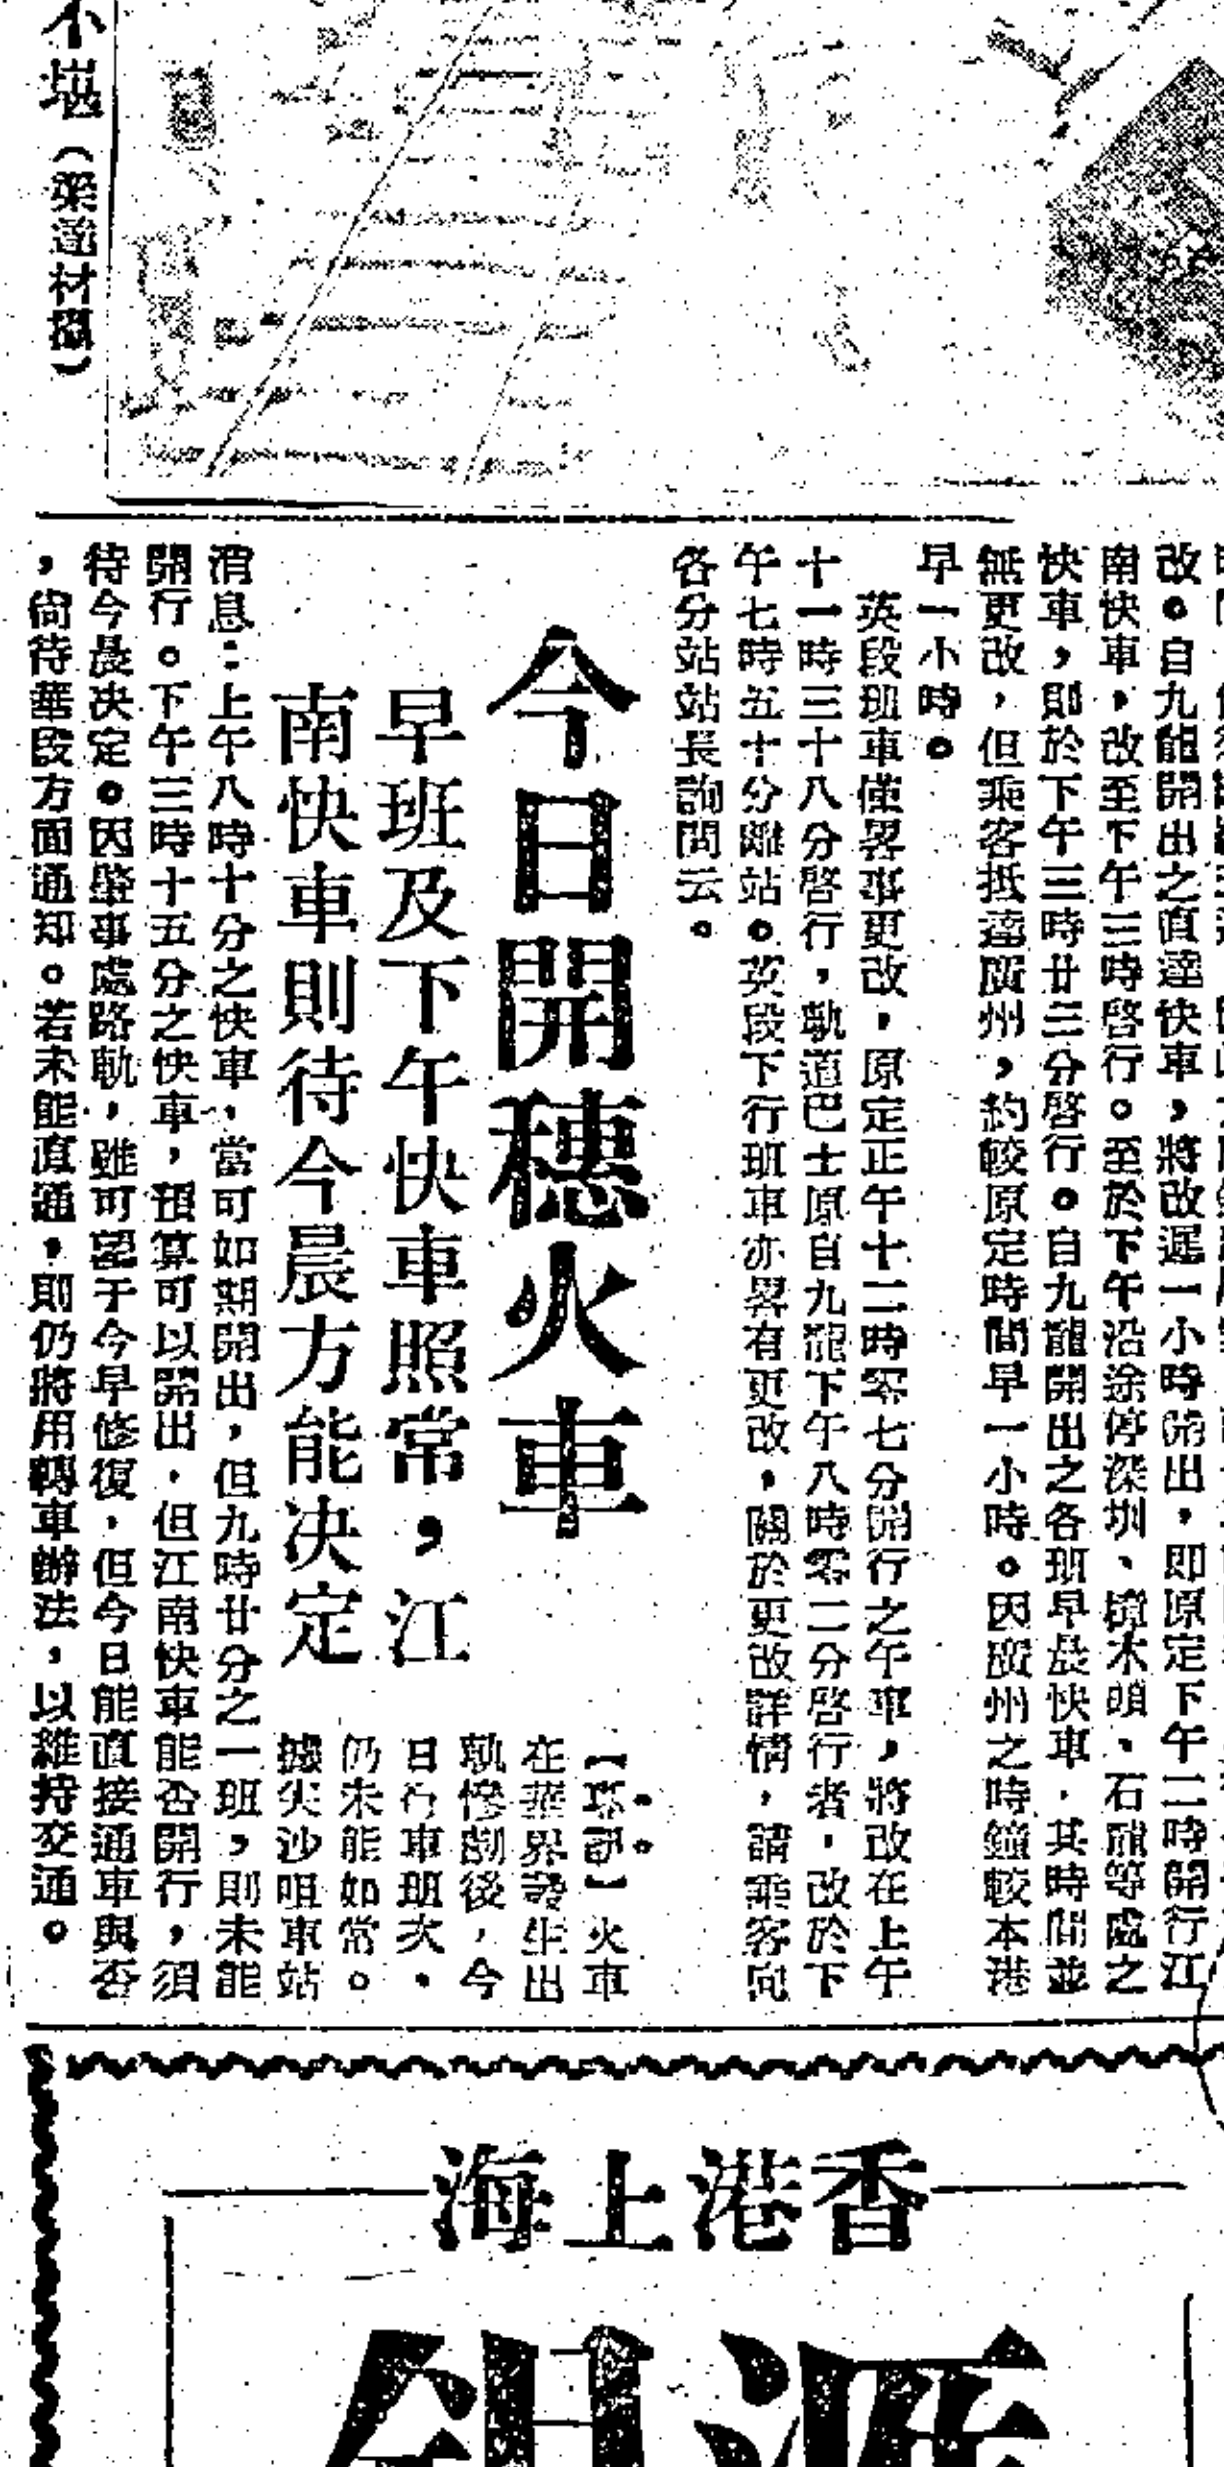 不堪（梁達材攝）
改。自九龍開出之直達快車，將改遲一小時開出，即原定下午二時開行江
南快車，改至下午三時啓行。至於下午沿途停深圳、樟木頭、石龍等處之
快車，即於下午三時廿三分啓行。自九龍開出之各班早晨快車，其時間並
無更改，但乘客抵達廣州，約較原定時間早一小時。因廣州之時鐘較本港
早一小時。
英段班車僅畧事更改，原定正午十二時零七分開行之午車，將改在上午
十一時三十八分啓行，軌道巴士原自九龍下午八時零二分啓行者，改於下
午七時五十分離站。英段下行班車亦畧有更改，關於更改詳情，請乘客向
各分站站長詢問云。
今日開穗火車
早班及下午快車照常，江
南快車則待今晨方能決定
【專訊】火車
在華界發生出
軌慘劇後，今
日各車班次，
仍未能如常。
據尖沙咀車站
消息：上午八時十分之快車，當可如期開出，但九時廿分之一班，則未能
開行。下午三時十五分之快車，預算可以開出，但江南快車能否開行，須
待今晨決定。因肇事處路軌，雖可望于今早修復，但今日能直接通車與否
，尙待華段方面通知。若未能直通，則仍將用轉車辦法，以維持交通。
香港上海